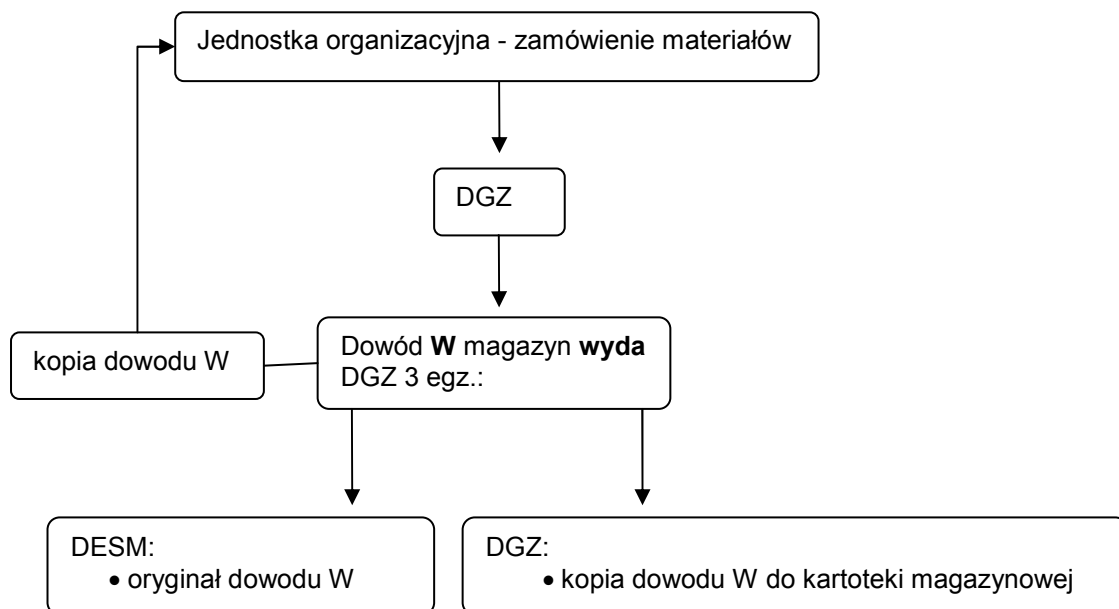 Jednostka organizacyjna - zamówienie materiałów
DGZ
kopia dowodu W
Dowód W magazyn wyda
DGZ 3 egz.:
DESM:
• oryginał dowodu W
DGZ:
• kopia dowodu W do kartoteki magazynowej